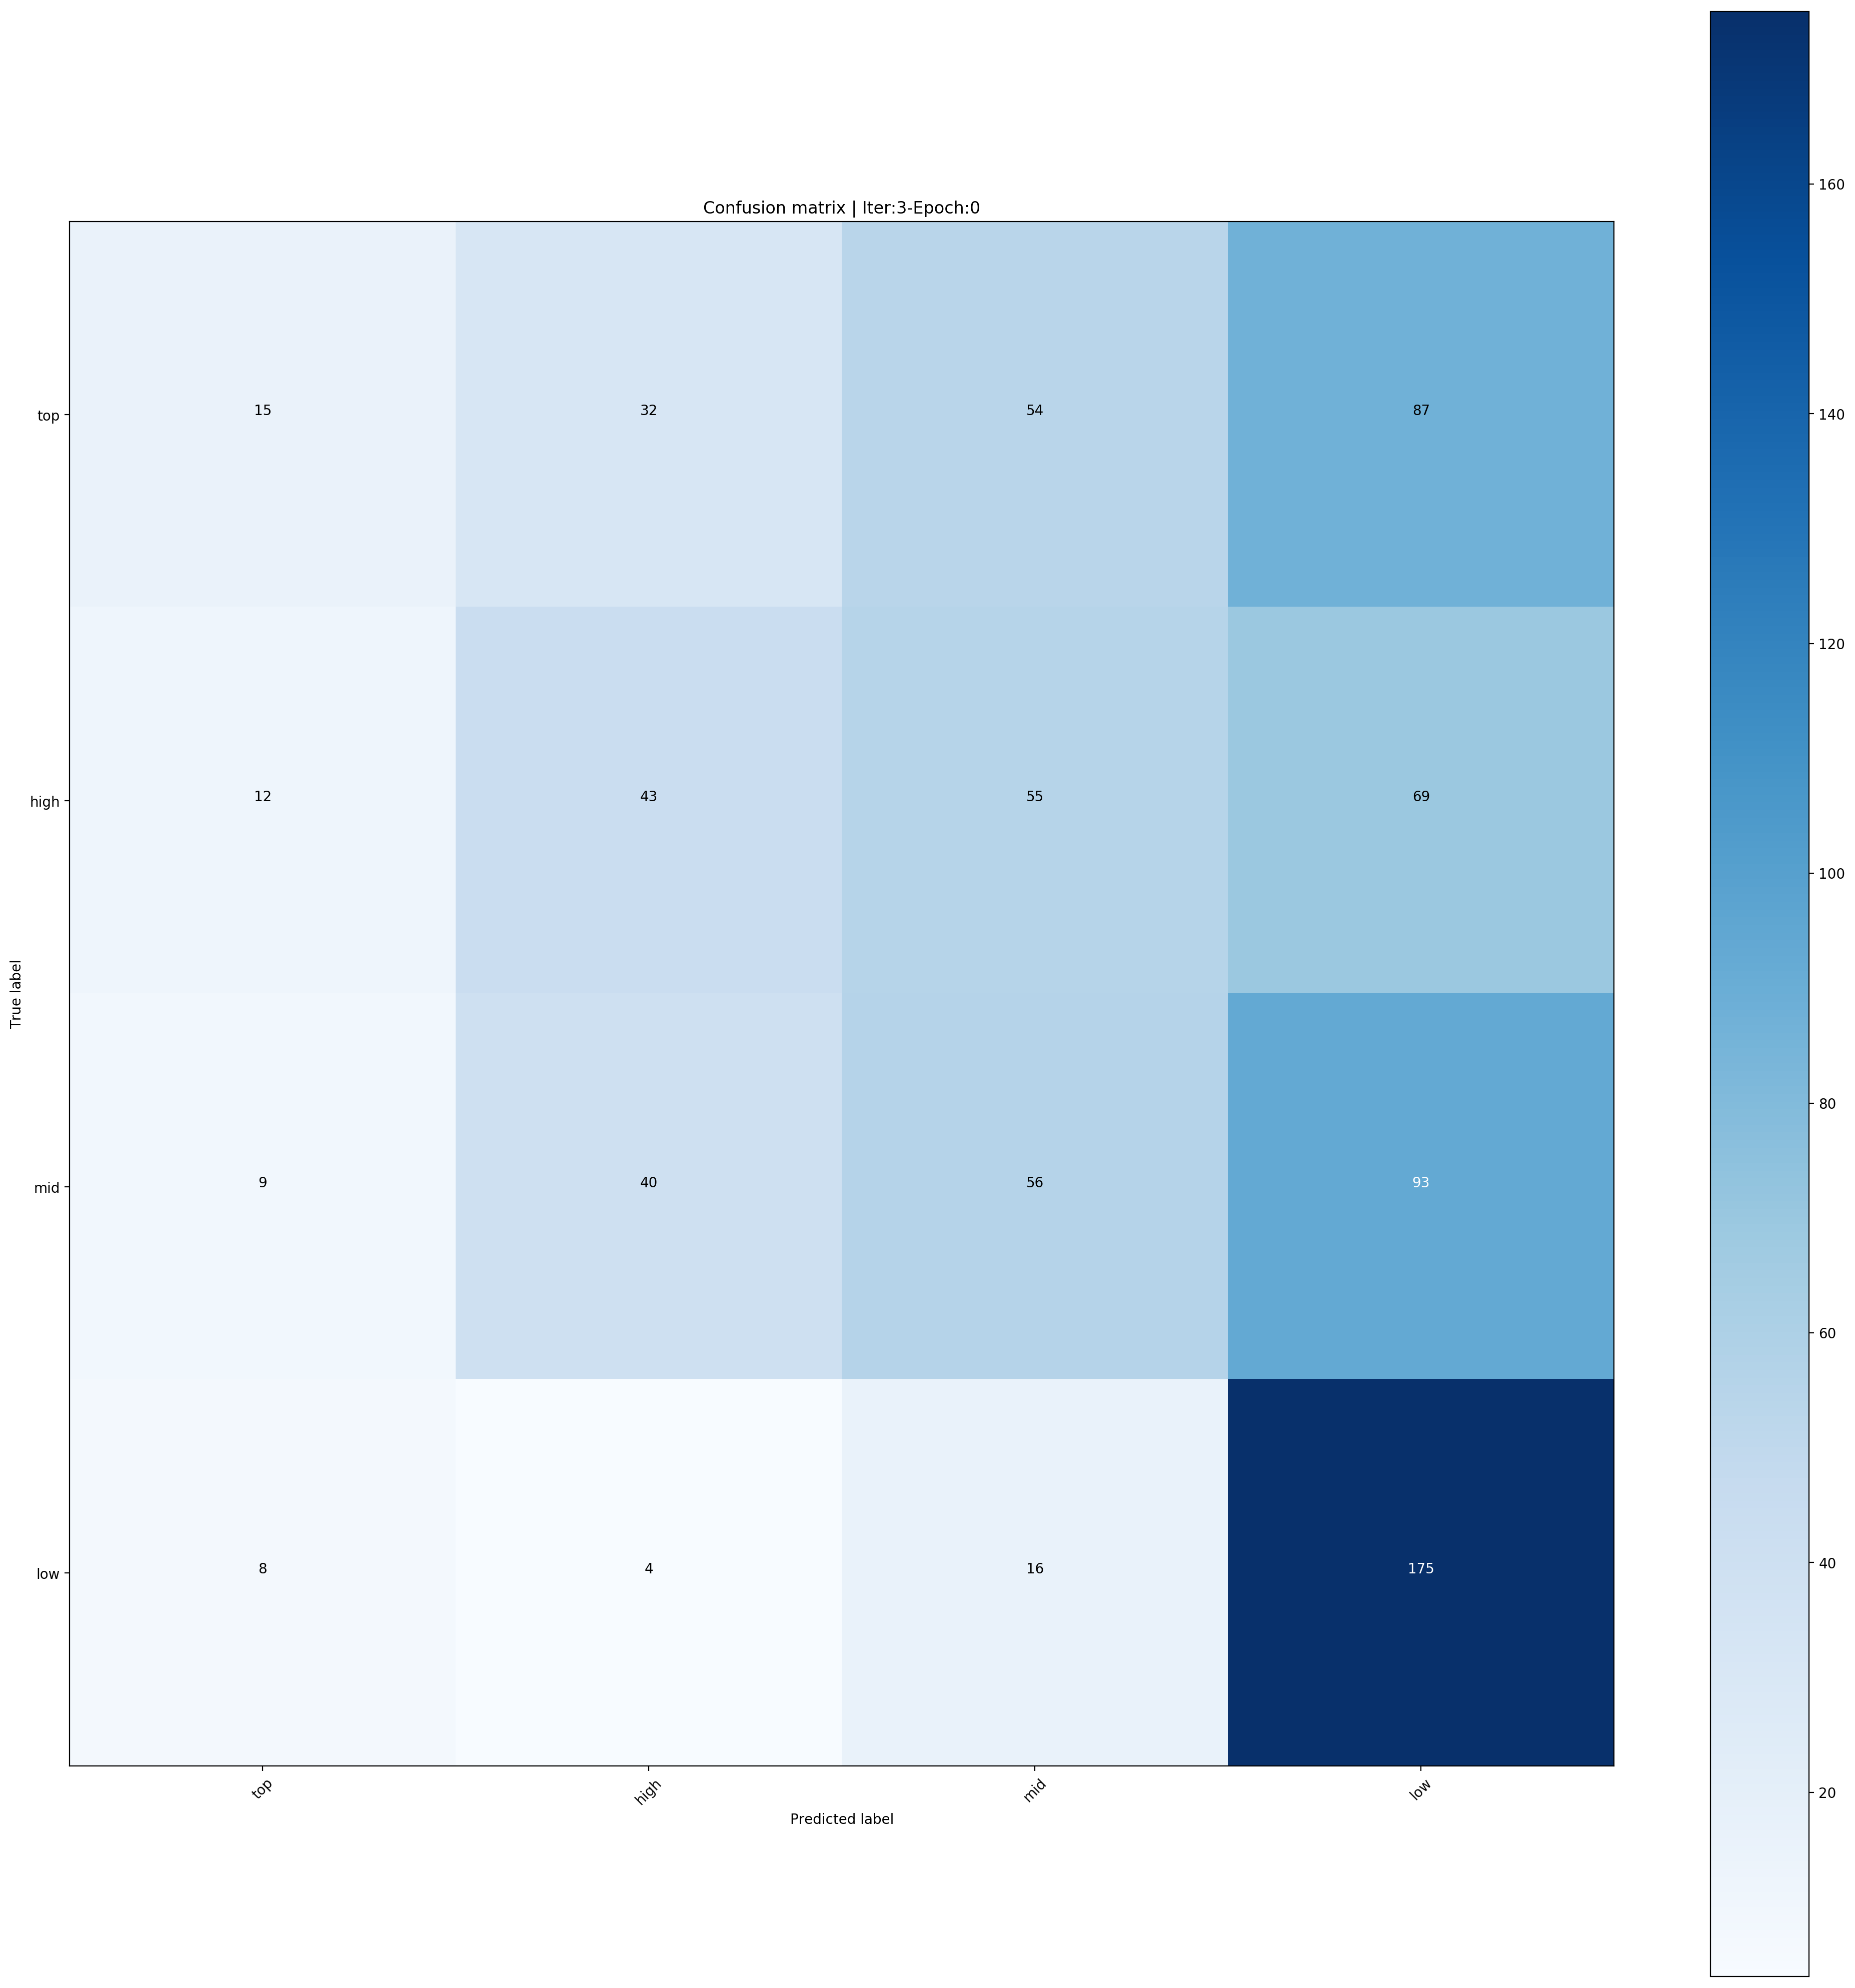 Confusion matrix | Iter:3-Epoch:0
top 15 32 54 87
high 12 43 55 69
mid 9 40 56 93
low 8 4 16 175
top high mid low
Predicted label
True label
160
140
120
100
80
60
40
20